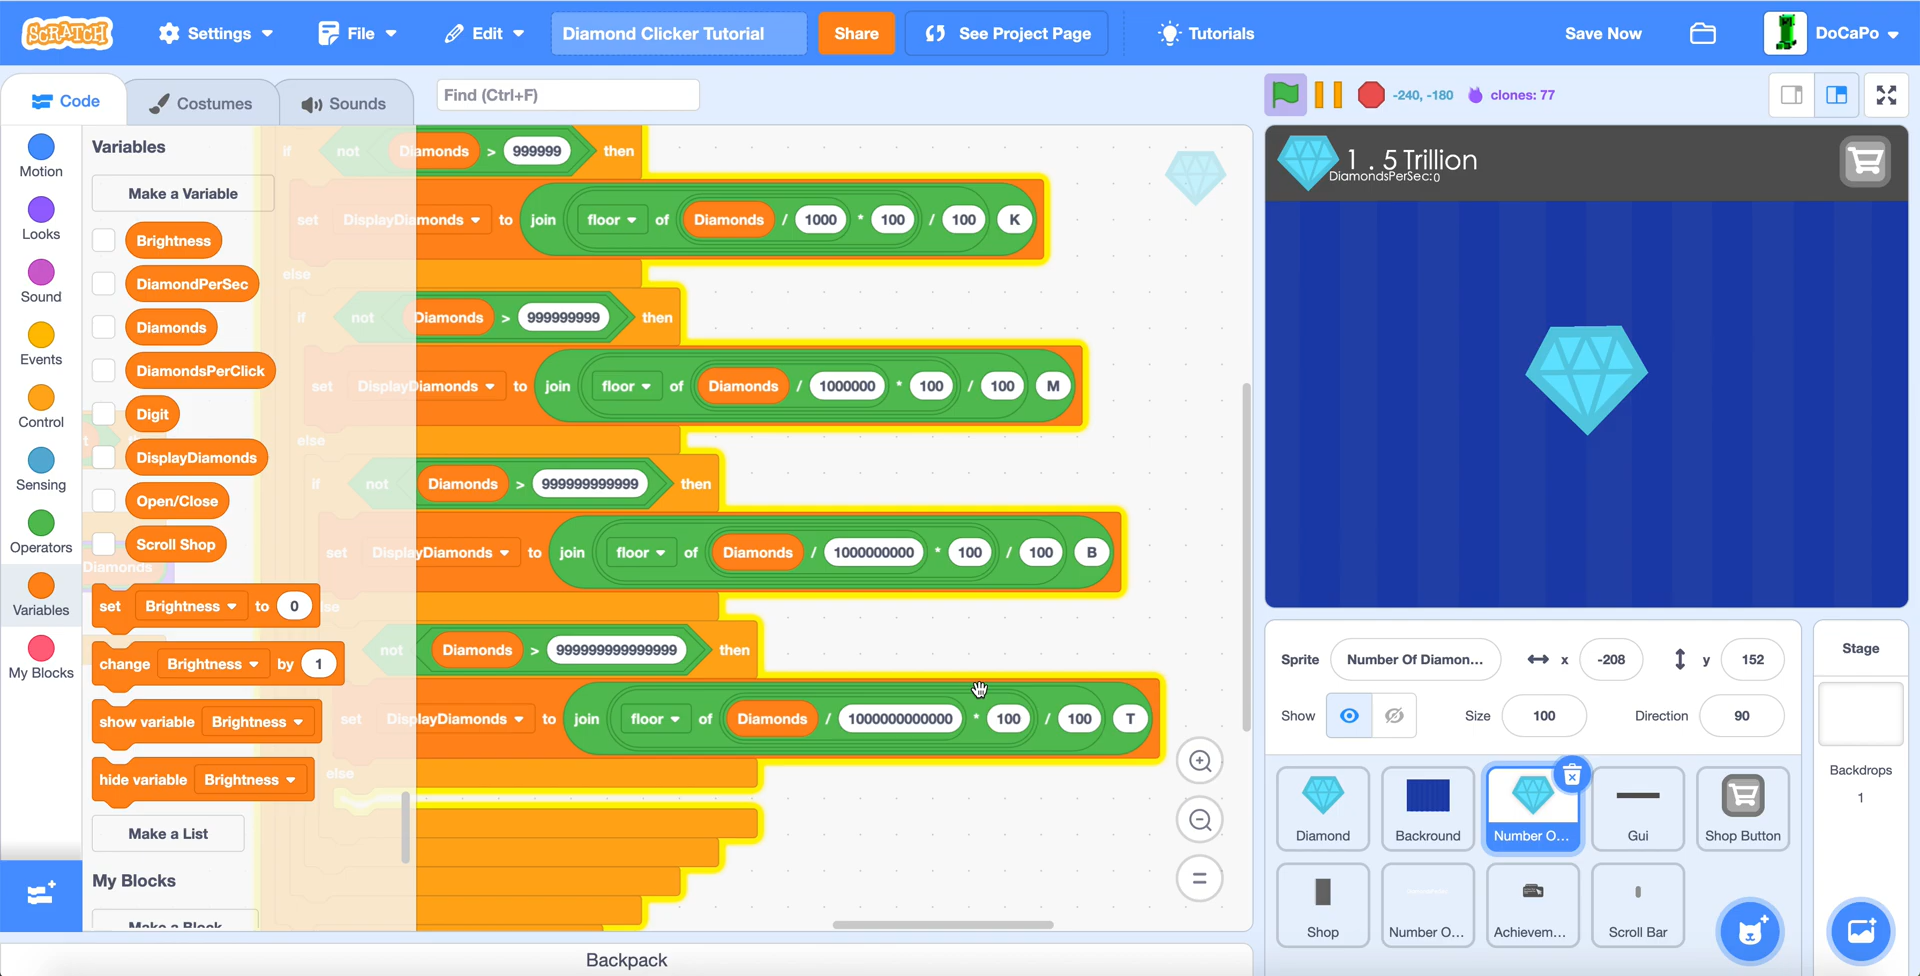 SCRATCH Settings File Edit Diamond Clicker Tutorial Share See Project Page Tutorials Save Now DoCaPo
Code Costumes Sounds Find (Ctrl+F) -240, -180 clones: 77
Variables
Make a Variable
Brightness
DiamondPerSec
Diamonds
DiamondsPerClick
Digit
DisplayDiamonds
Open/Close
Scroll Shop
Diamonds
set Brightness to 0
change Brightness by 1
show variable Brightness
hide variable Brightness
Make a List
My Blocks
Make a Block
Motion
Looks
Sound
Events
Control
Sensing
Operators
Variables
My Blocks
if not Diamonds > 999999 then
set DisplayDiamonds to join floor of Diamonds / 1000 * 100 / 100 K
else
if not Diamonds > 999999999 then
set DisplayDiamonds to join floor of Diamonds / 1000000 * 100 / 100 M
else
if not Diamonds > 999999999999 then
set DisplayDiamonds to join floor of Diamonds / 1000000000 * 100 / 100 B
else
not Diamonds > 999999999999999 then
set DisplayDiamonds to join floor of Diamonds / 1000000000000 * 100 / 100 T
else
Backpack
1 . 5 Trillion
DiamondsPerSec:0
Sprite Number Of Diamon... x -208 y 152
Show Size 100 Direction 90
Diamond Backround Number O... Gui Shop Button
Shop Number O... Achievem... Scroll Bar
Stage
Backdrops
1